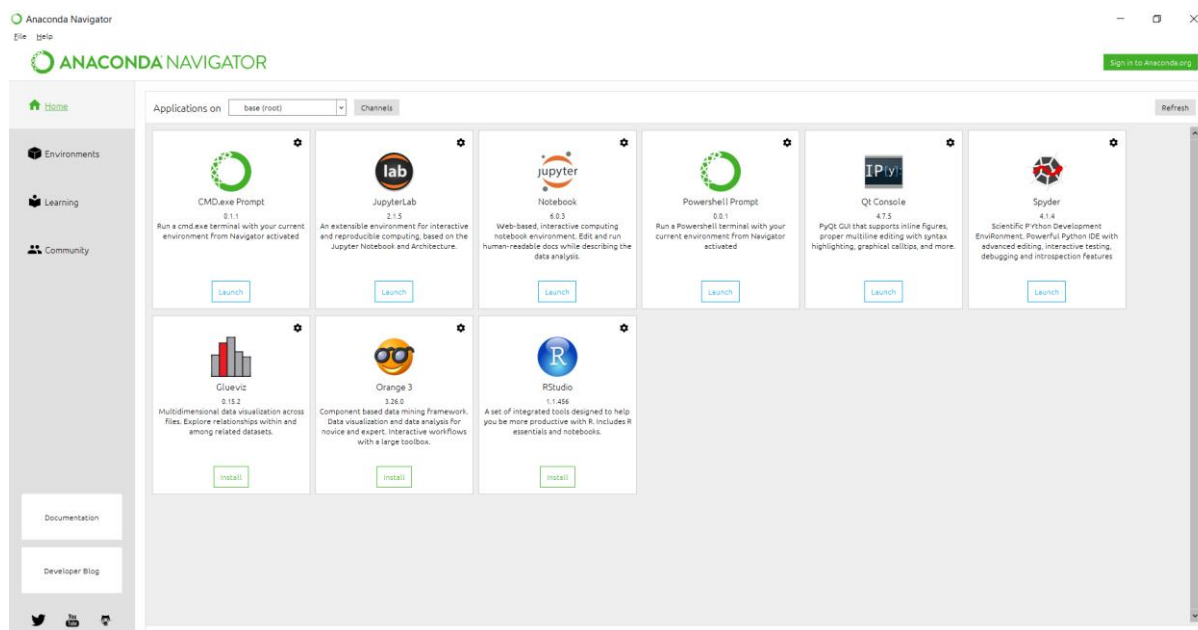 Anaconda Navigator
File Help
ANACONDA NAVIGATOR
Sign in to Anaconda.org
Home
Environments
Learning
Community
Documentation
Developer Blog
Applications on base (root) Channels Refresh
CMD.exe Prompt
0.1.1
Run a cmd.exe terminal with your current
environment from Navigator activated
Launch
lab
JupyterLab
2.1.5
An extensible environment for interactive
and reproducible computing, based on the
Jupyter Notebook and Architecture.
Launch
jupyter
Notebook
6.0.3
Web-based, interactive computing
notebook environment. Edit and run
human-readable docs while describing the
data analysis.
Launch
Powershell Prompt
0.0.1
Run a Powershell terminal with your
current environment from Navigator
activated
Launch
IP[y]:
Qt Console
4.7.5
PyQt GUI that supports inline figures,
proper multiline editing with syntax
highlighting, graphical calltips, and more.
Launch
Spyder
4.1.4
Scientific PYthon Development
EnviRonment. Powerful Python IDE with
advanced editing, interactive testing,
debugging and introspection features
Launch
Glueviz
0.15.2
Multidimensional data visualization across
files. Explore relationships within and
among related datasets.
Install
Orange 3
3.26.0
Component based data mining framework.
Data visualization and data analysis for
novice and expert. Interactive workflows
with a large toolbox.
Install
R
RStudio
1.1.456
A set of integrated tools designed to help
you be more productive with R. Includes R
essentials and notebooks.
Install
You
Tube